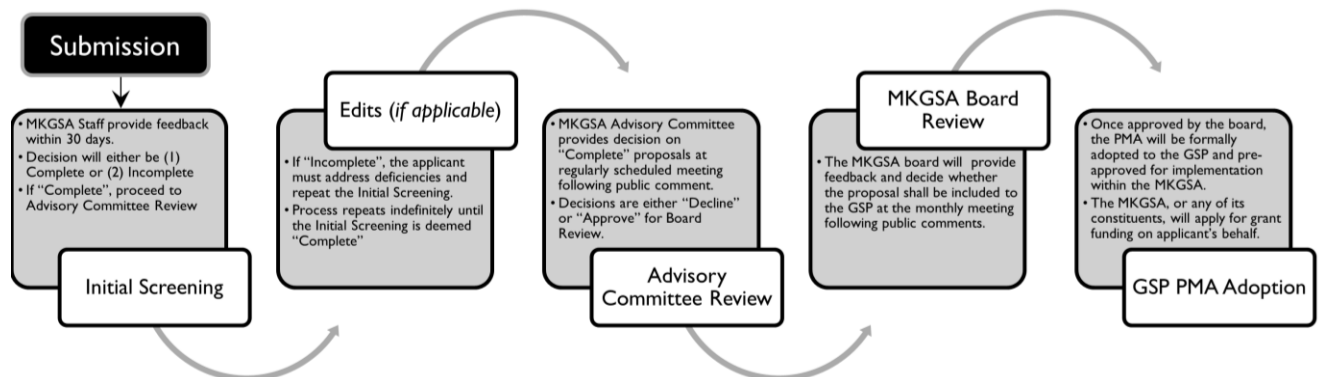 Submission
• MKGSA Staff provide feedback
within 30 days.
• Decision will either be (1)
Complete or (2) Incomplete
• If “Complete”, proceed to
Advisory Committee Review
Initial Screening
Edits (if applicable)
• If “Incomplete”, the applicant
must address deficiencies and
repeat the Initial Screening.
• Process repeats indefinitely until
the Initial Screening is deemed
“Complete”
• MKGSA Advisory Committee
provides decision on
“Complete” proposals at
regularly scheduled meeting
following public comment.
• Decisions are either “Decline”
or “Approve” for Board
Review.
Advisory
Committee Review
MKGSA Board
Review
• The MKGSA board will provide
feedback and decide whether
the proposal shall be included to
the GSP at the monthly meeting
following public comments.
• Once approved by the board,
the PMA will be formally
adopted to the GSP and pre-
approved for implementation
within the MKGSA.
• The MKGSA, or any of its
constituents, will apply for grant
funding on applicant’s behalf.
GSP PMA Adoption